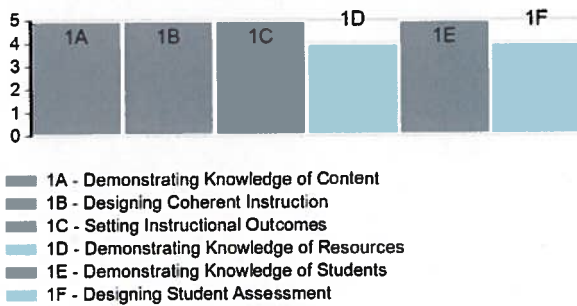 5
4
3
2
1
0
1A 1B 1C 1D 1E 1F
1A - Demonstrating Knowledge of Content
1B - Designing Coherent Instruction
1C - Setting Instructional Outcomes
1D - Demonstrating Knowledge of Resources
1E - Demonstrating Knowledge of Students
1F - Designing Student Assessment